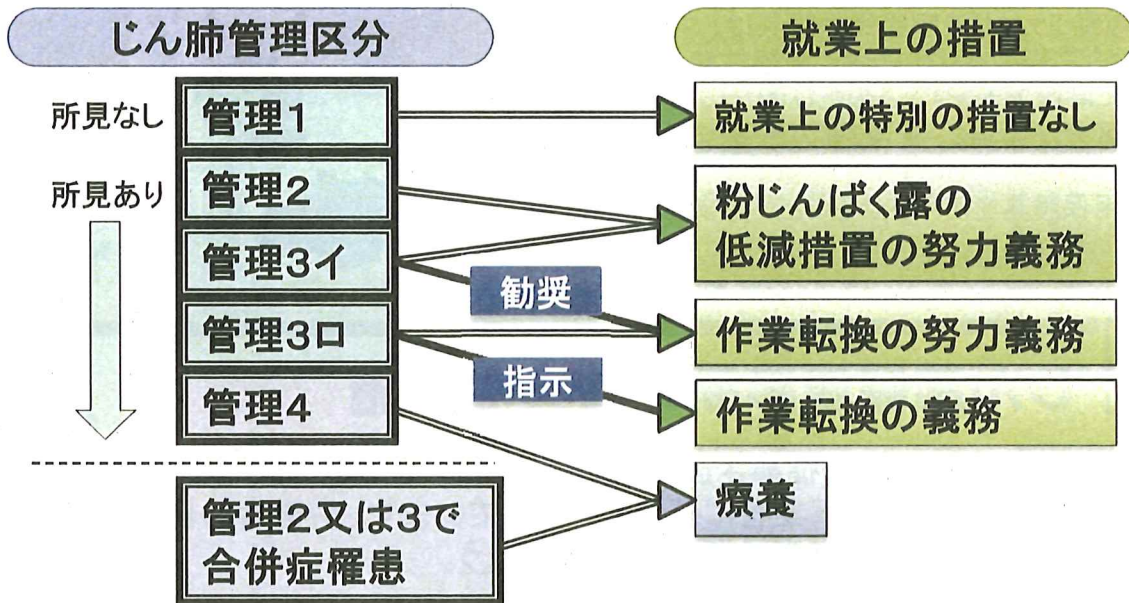 じん肺管理区分
就業上の措置
所見なし
管理1
就業上の特別の措置なし
所見あり
管理2
粉じんばく露の
低減措置の努力義務
管理3イ
勧奨
管理3ロ
作業転換の努力義務
指示
管理4
作業転換の義務
管理2又は3で
合併症罹患
療養